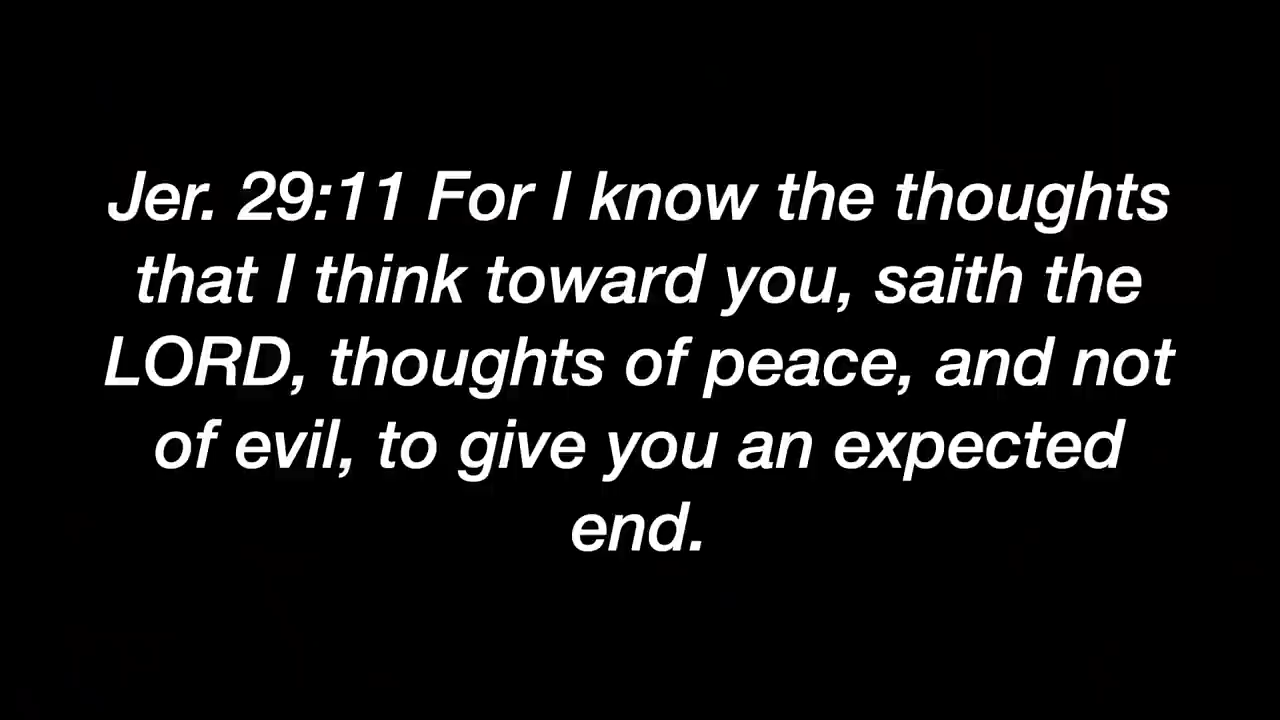 Jer. 29:11 For I know the thoughts
that I think toward you, saith the
LORD, thoughts of peace, and not
of evil, to give you an expected
end.